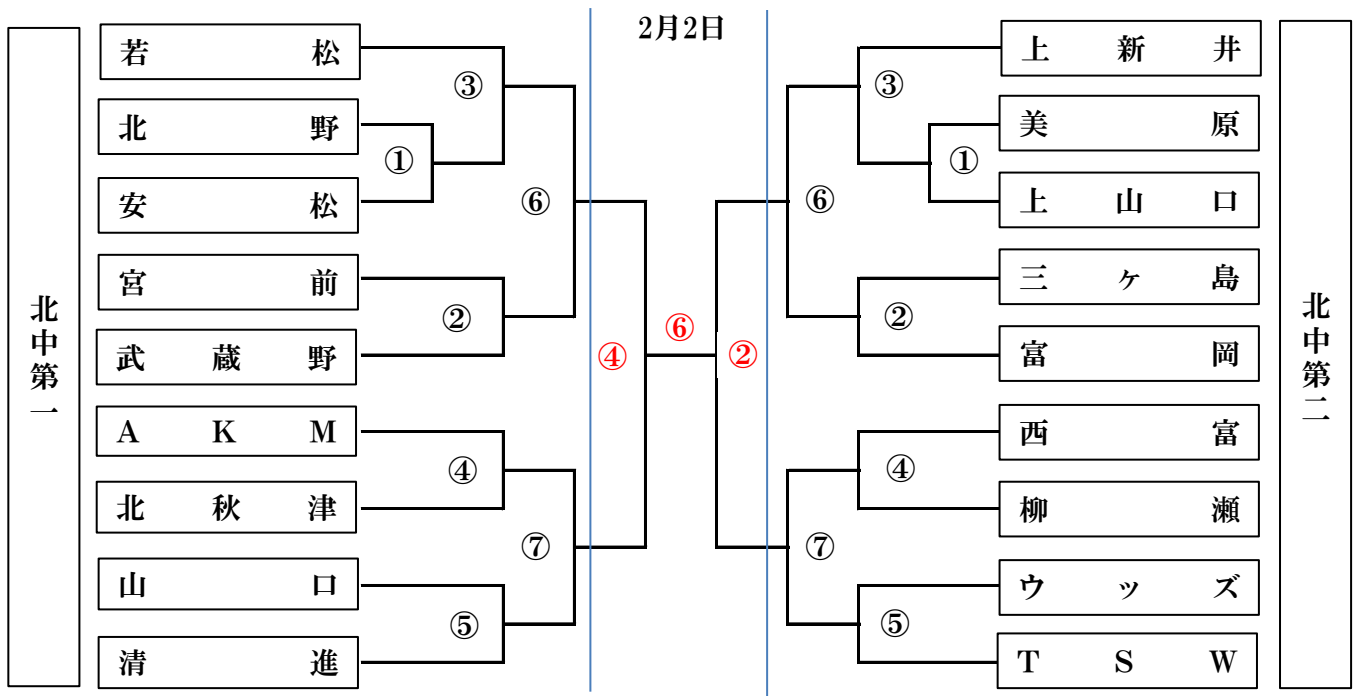 2月2日
北中第一
若松
北野
安松
宮前
武蔵野
AKM
北秋津
山口
清進
③
①
⑥
②
④
⑦
⑤
④
⑥
②
③
①
⑥
②
④
⑦
⑤
上新井
美原
上山口
三ヶ島
富岡
西富
柳瀬
ウッズ
TSW
北中第二